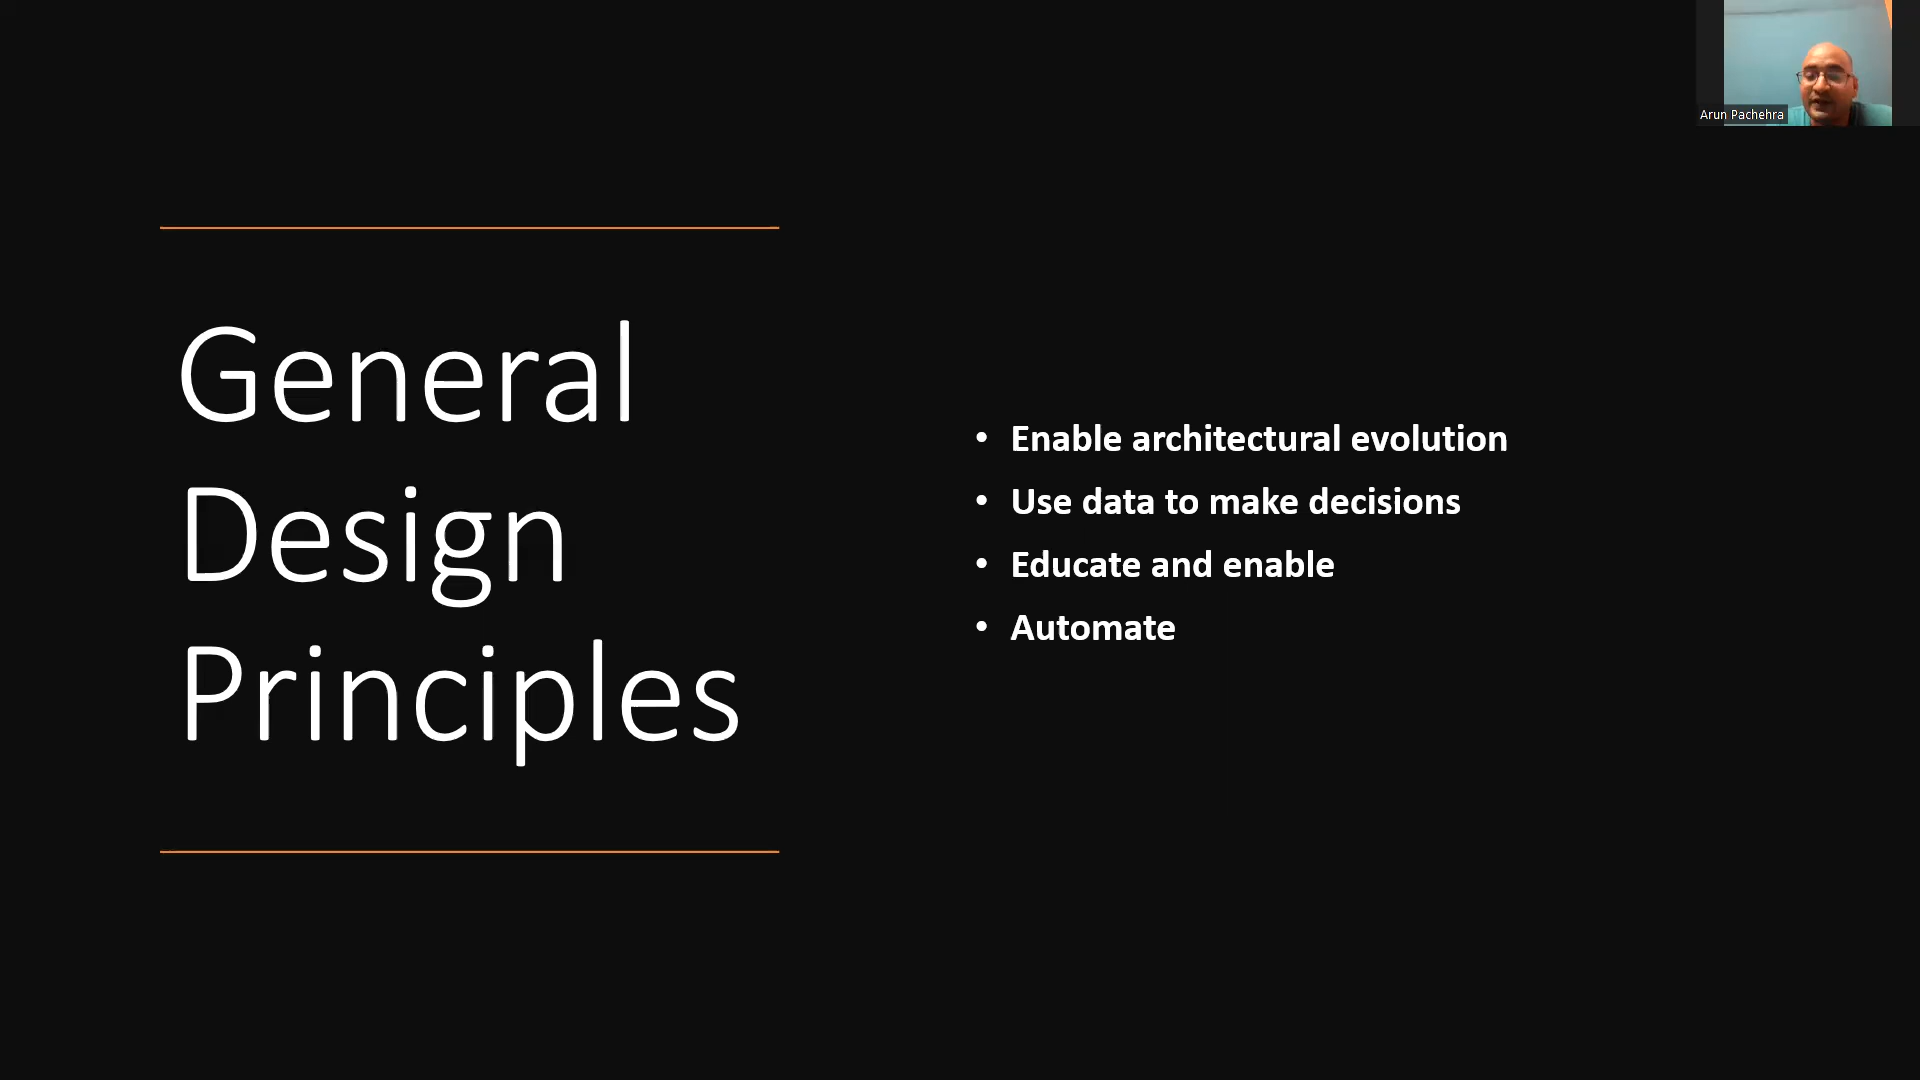 Arun Pachehra
General
Design
Principles
• Enable architectural evolution
• Use data to make decisions
• Educate and enable
• Automate